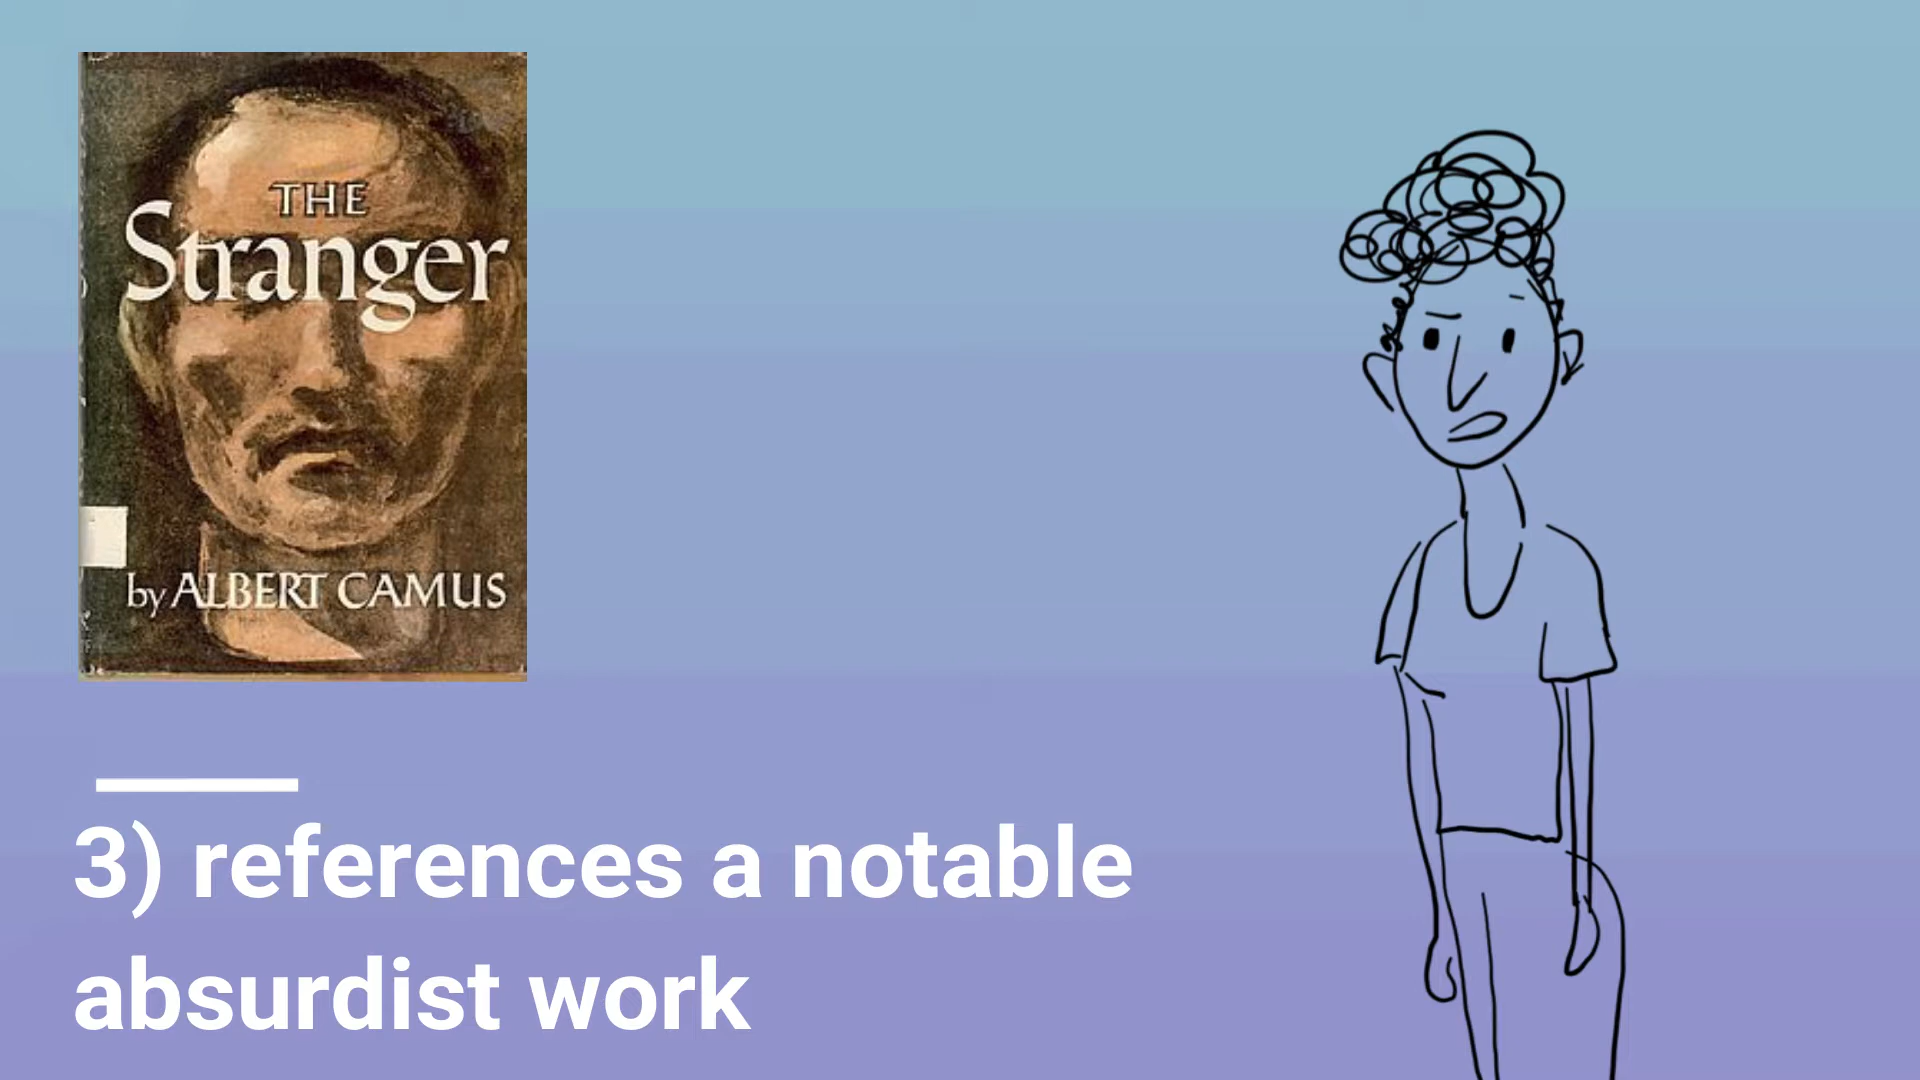 THE
Stranger
by ALBERT CAMUS
3) references a notable
absurdist work